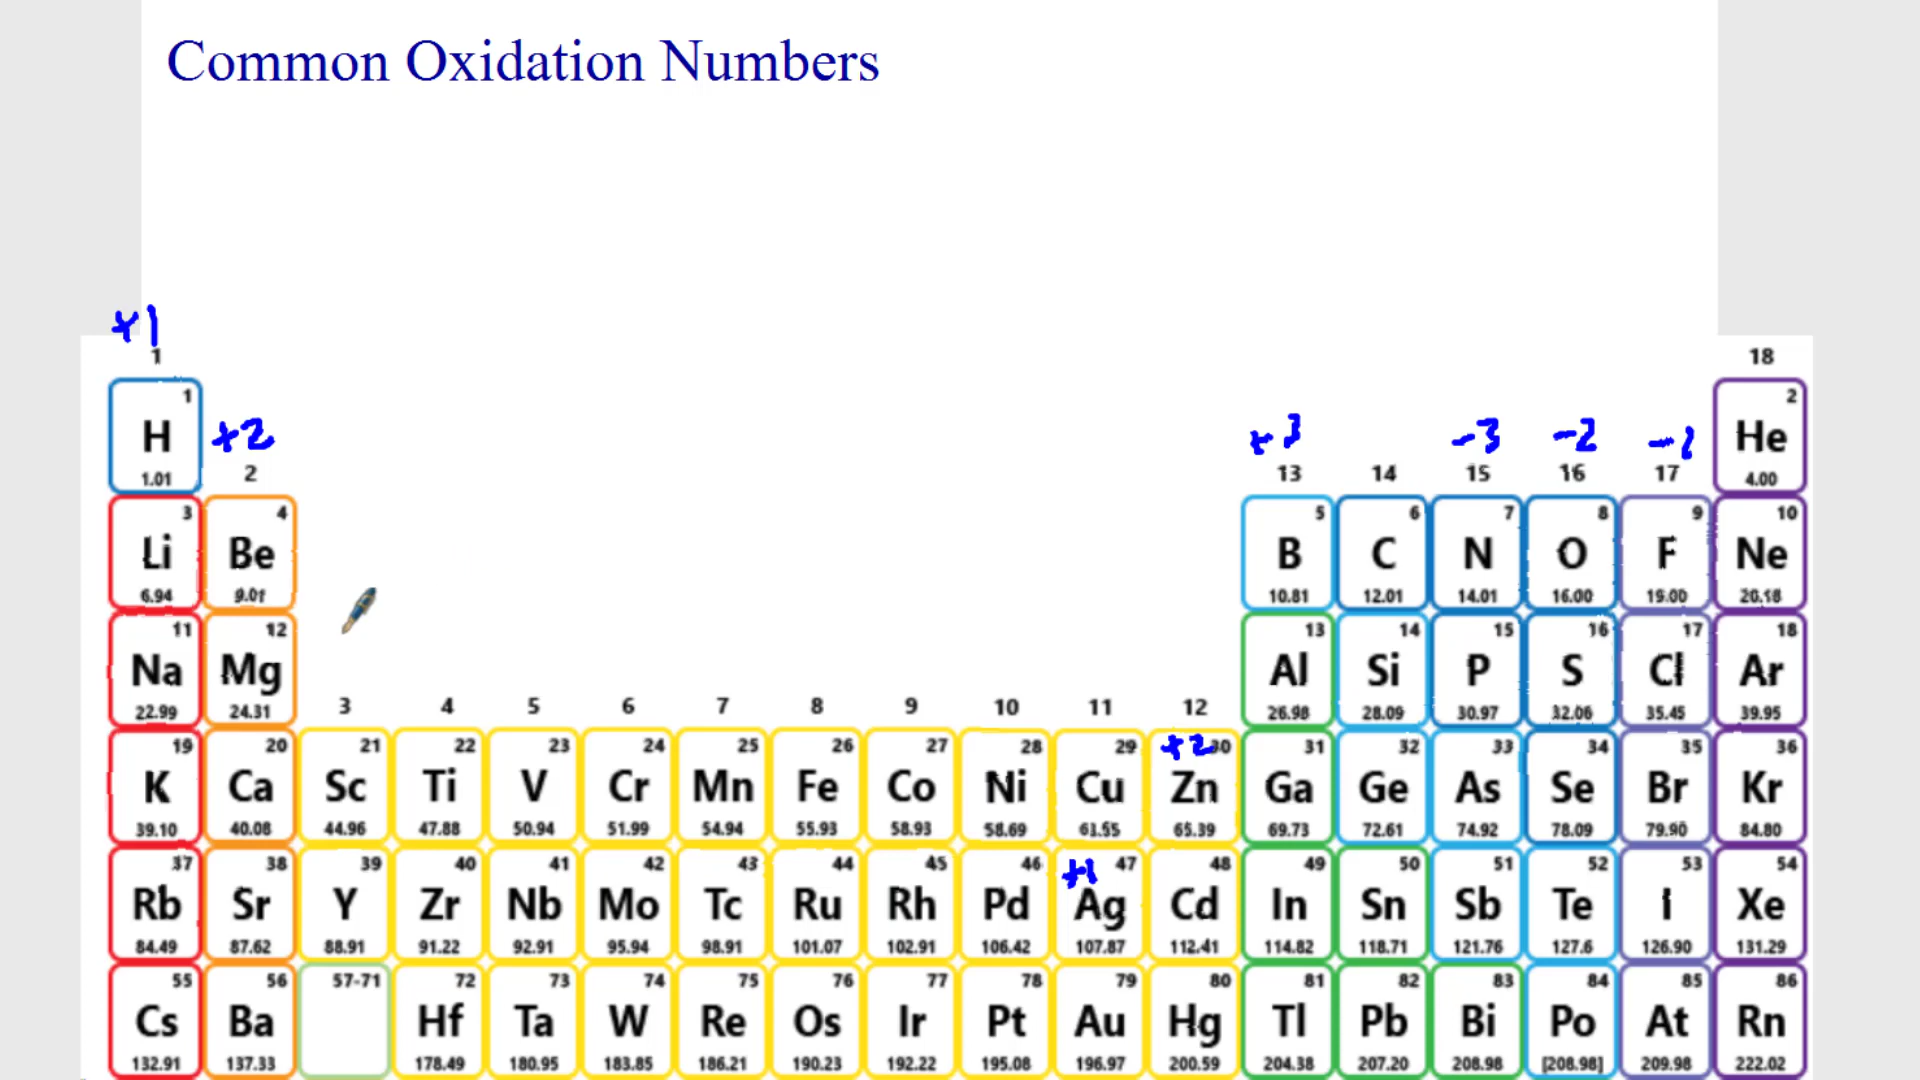 Common Oxidation Numbers
+1
1 18
1 2
H +2 +3 -3 -2 -1 He
1.01 2 13 14 15 16 17 4.00
3 4 5 6 7 8 9 10
Li Be B C N O F Ne
6.94 9.01 10.81 12.01 14.01 16.00 19.00 20.18
11 12 13 14 15 16 17 18
Na Mg Al Si P S Cl Ar
22.99 24.31 3 4 5 6 7 8 9 10 11 12 26.98 28.09 30.97 32.06 35.45 39.95
19 20 21 22 23 24 25 26 27 28 29 +2 30 31 32 33 34 35 36
K Ca Sc Ti V Cr Mn Fe Co Ni Cu Zn Ga Ge As Se Br Kr
39.10 40.08 44.96 47.88 50.94 51.99 54.94 55.93 58.93 58.69 63.55 65.39 69.73 72.61 74.92 78.09 79.90 84.80
37 38 39 40 41 42 43 44 45 46 +1 47 48 49 50 51 52 53 54
Rb Sr Y Zr Nb Mo Tc Ru Rh Pd Ag Cd In Sn Sb Te I Xe
84.49 87.62 88.91 91.22 92.91 95.94 98.91 101.07 102.91 106.42 107.87 112.41 114.82 118.71 121.76 127.6 126.90 131.29
55 56 57-71 72 73 74 75 76 77 78 79 80 81 82 83 84 85 86
Cs Ba Hf Ta W Re Os Ir Pt Au Hg Tl Pb Bi Po At Rn
132.91 137.33 178.49 180.95 183.85 186.21 190.23 192.22 195.08 196.97 200.59 204.38 207.20 208.98 [208.98] 209.98 222.02